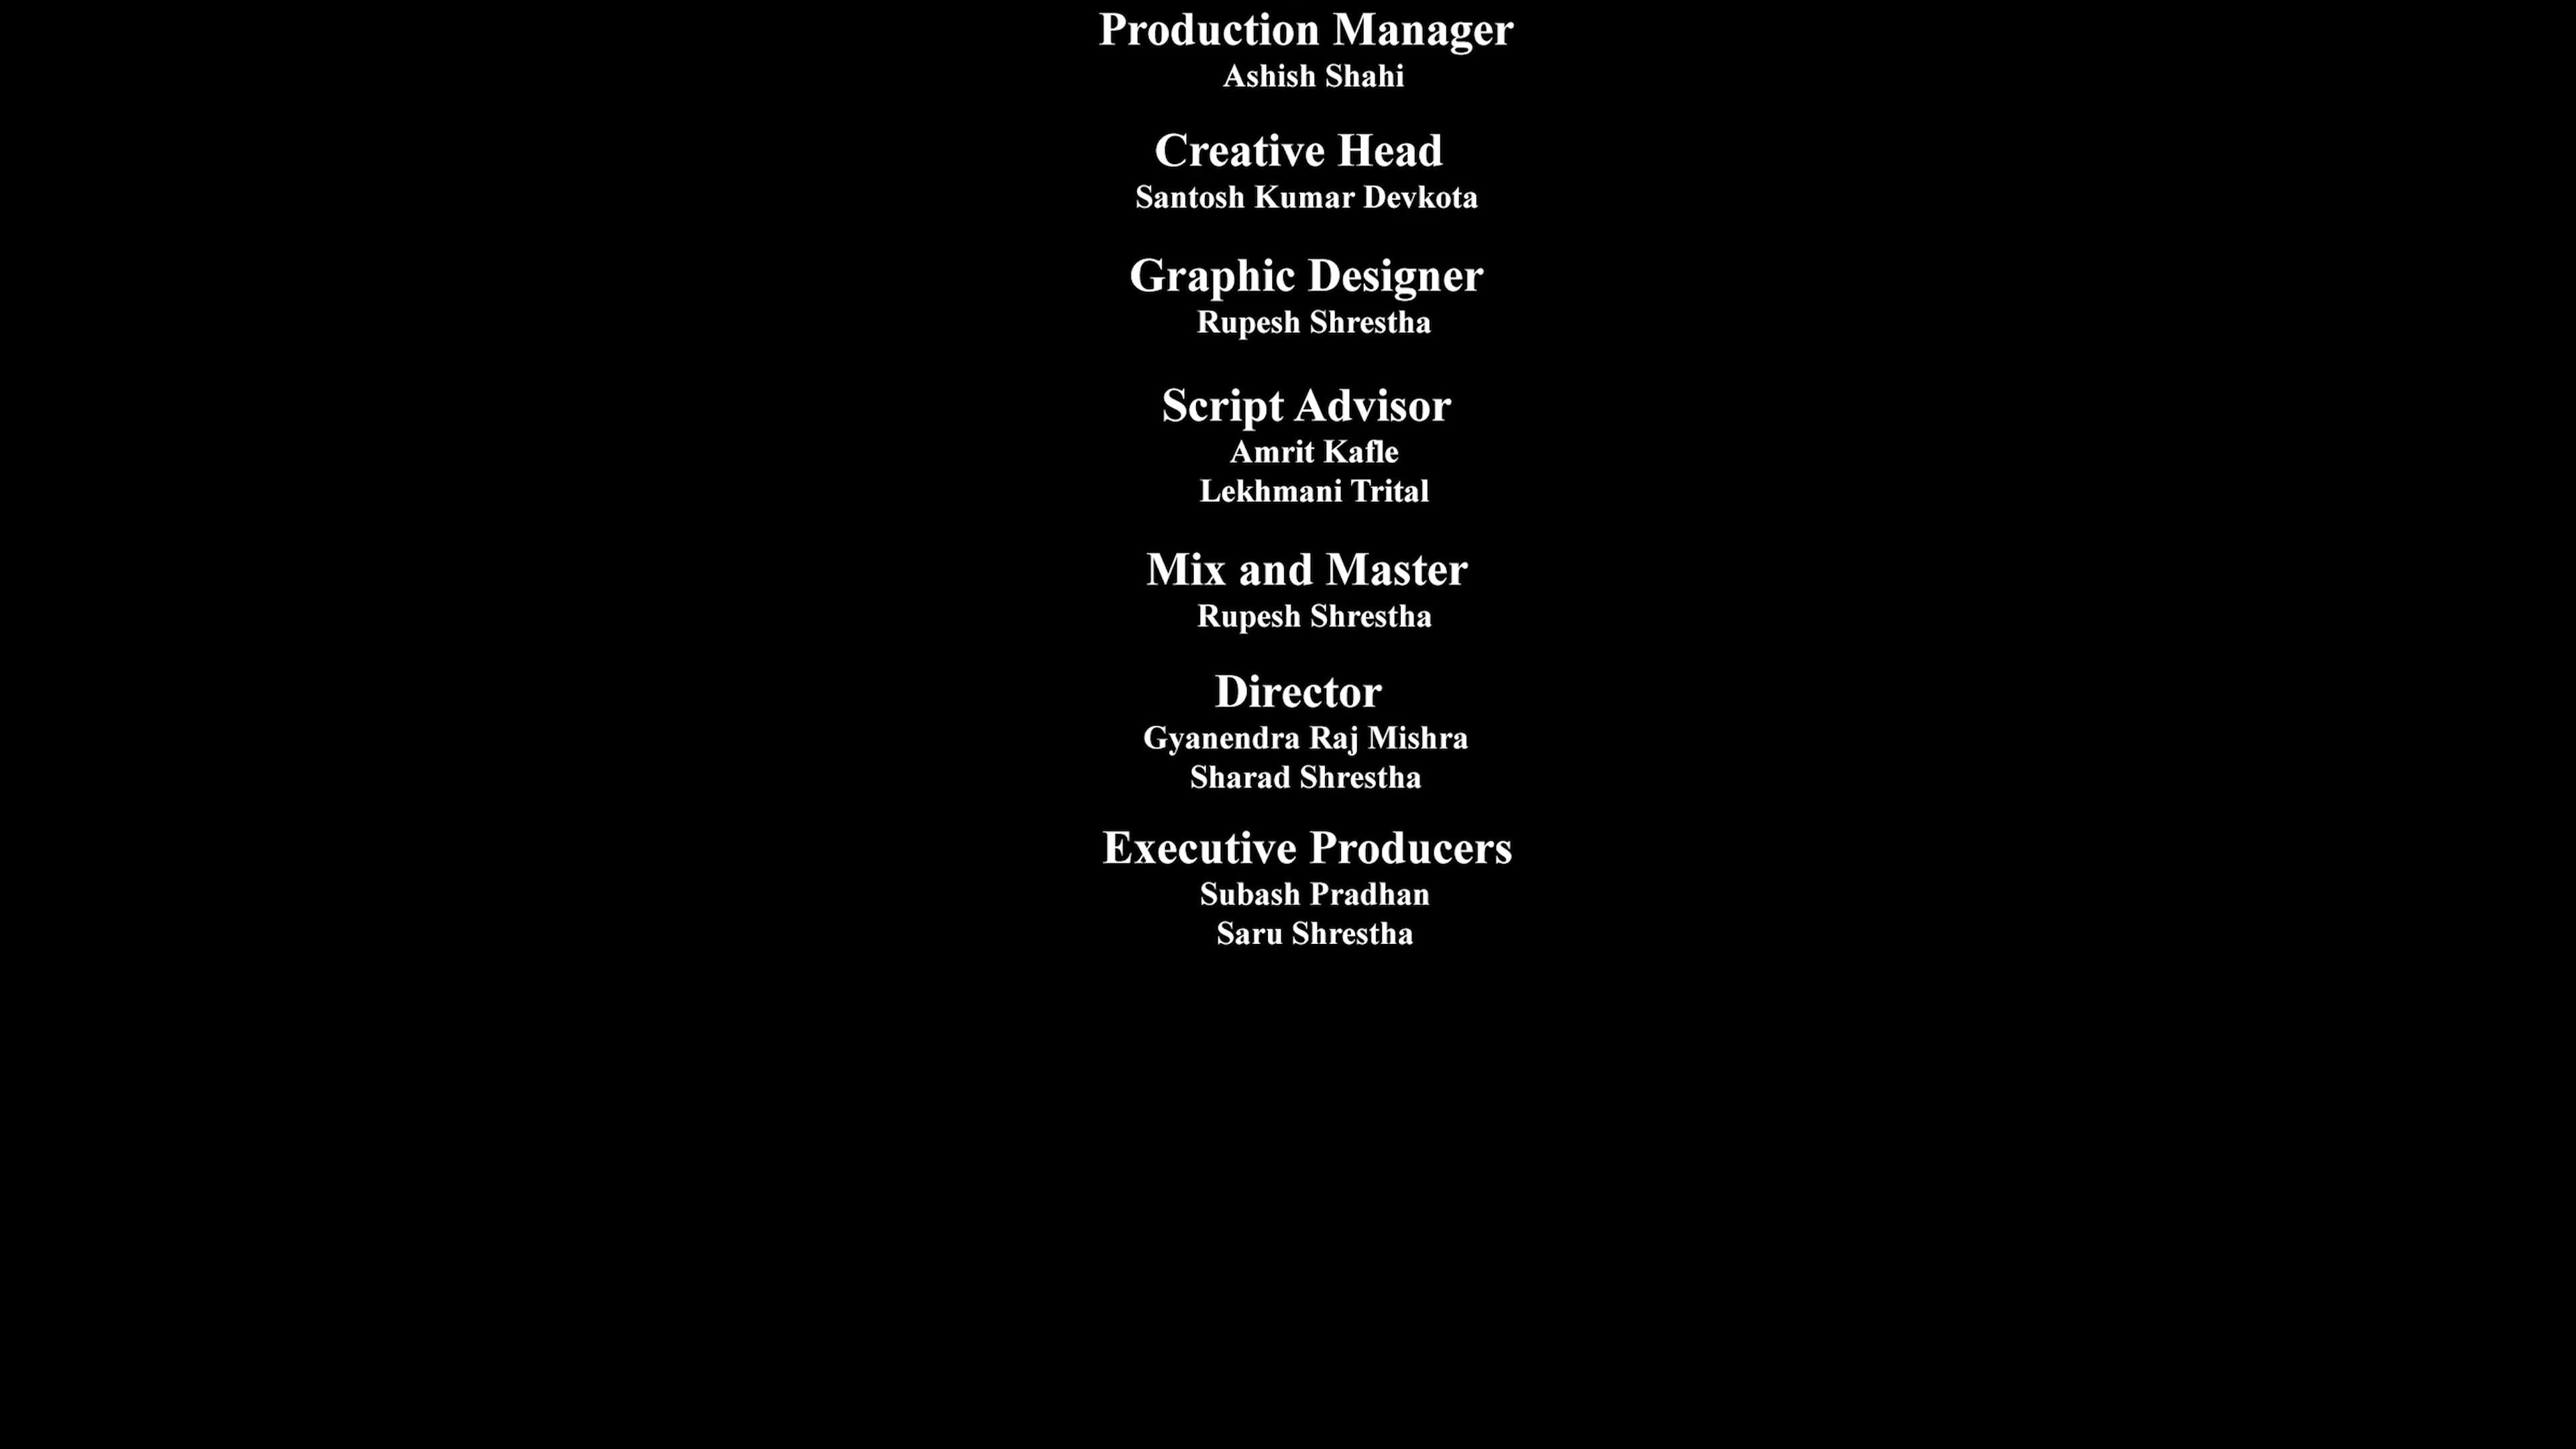 Production Manager
Ashish Shahi
Creative Head
Santosh Kumar Devkota
Graphic Designer
Rupesh Shrestha
Script Advisor
Amrit Kafle
Lekhmani Trital
Mix and Master
Rupesh Shrestha
Director
Gyanendra Raj Mishra
Sharad Shrestha
Executive Producers
Subash Pradhan
Saru Shrestha